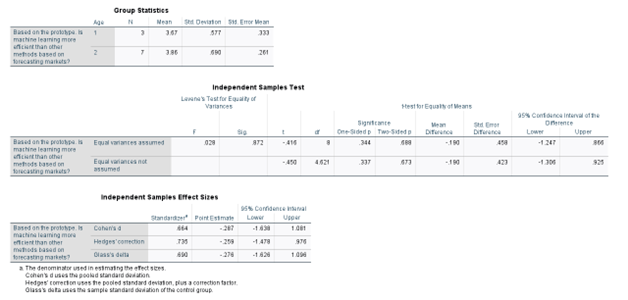 Group Statistics
Age N Mean Std. Deviation Std. Error Mean
Based on the prototype. Is machine learning more efficient than other methods based on forecasting markets?
1 3 3.67 .577 .333
2 7 3.86 .690 .261
Independent Samples Test
Levene's Test for Equality of Variances
t-test for Equality of Means
F Sig. t df
Significance
One-Sided p Two-Sided p
Mean Difference
Std. Error Difference
95% Confidence Interval of the Difference
Lower Upper
Based on the prototype. Is machine learning more efficient than other methods based on forecasting markets?
Equal variances assumed .028 .872 -.416 8 .344 .688 -.190 .458 -1.247 .866
Equal variances not assumed -.450 4.621 .337 .673 -.190 .423 -1.306 .925
Independent Samples Effect Sizes
Standardizer a Point Estimate
95% Confidence Interval
Lower Upper
Based on the prototype. Is machine learning more efficient than other methods based on forecasting markets?
Cohen's d .664 -.287 -1.638 1.081
Hedges' correction .735 -.259 -1.478 .976
Glass's delta .690 -.276 -1.626 1.096
a. The denominator used in estimating the effect sizes.
Cohen's d uses the pooled standard deviation.
Hedges' correction uses the pooled standard deviation, plus a correction factor.
Glass's delta uses the sample standard deviation of the control group.